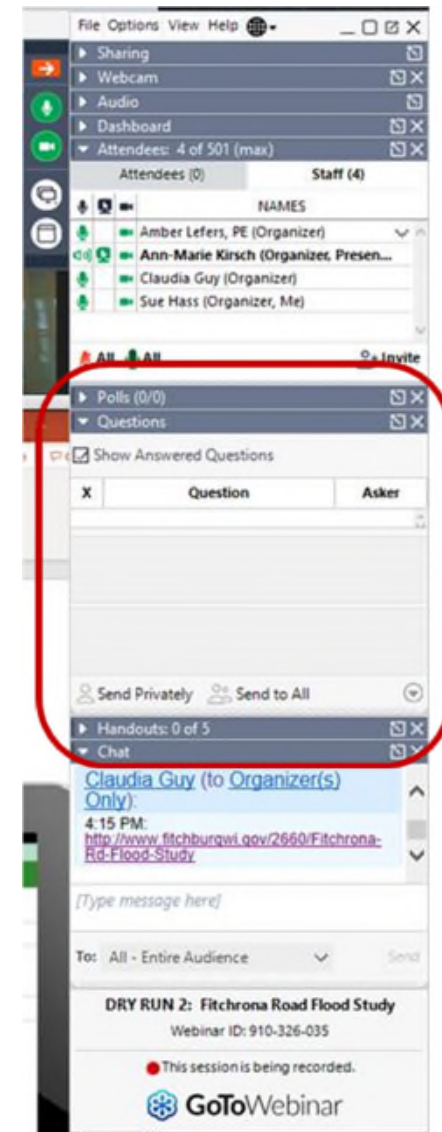 File Options View Help
Sharing
Webcam
Audio
Dashboard
Attendees: 4 of 501 (max)
Attendees (0) Staff (4)
NAMES
Amber Lefers, PE (Organizer)
Ann-Marie Kirsch (Organizer, Presen...
Claudia Guy (Organizer)
Sue Hass (Organizer, Me)
All All Invite
Polls (0/0)
Questions
Show Answered Questions
X Question Asker
Send Privately Send to All
Handouts: 0 of 5
Chat
Claudia Guy (to Organizer(s)
Only):
4:15 PM:
http://www.fitchburgwi.gov/2660/Fitchrona-
Rd-Flood-Study
[Type message here]
To: All - Entire Audience Send
DRY RUN 2: Fitchrona Road Flood Study
Webinar ID: 910-326-035
This session is being recorded.
GoToWebinar